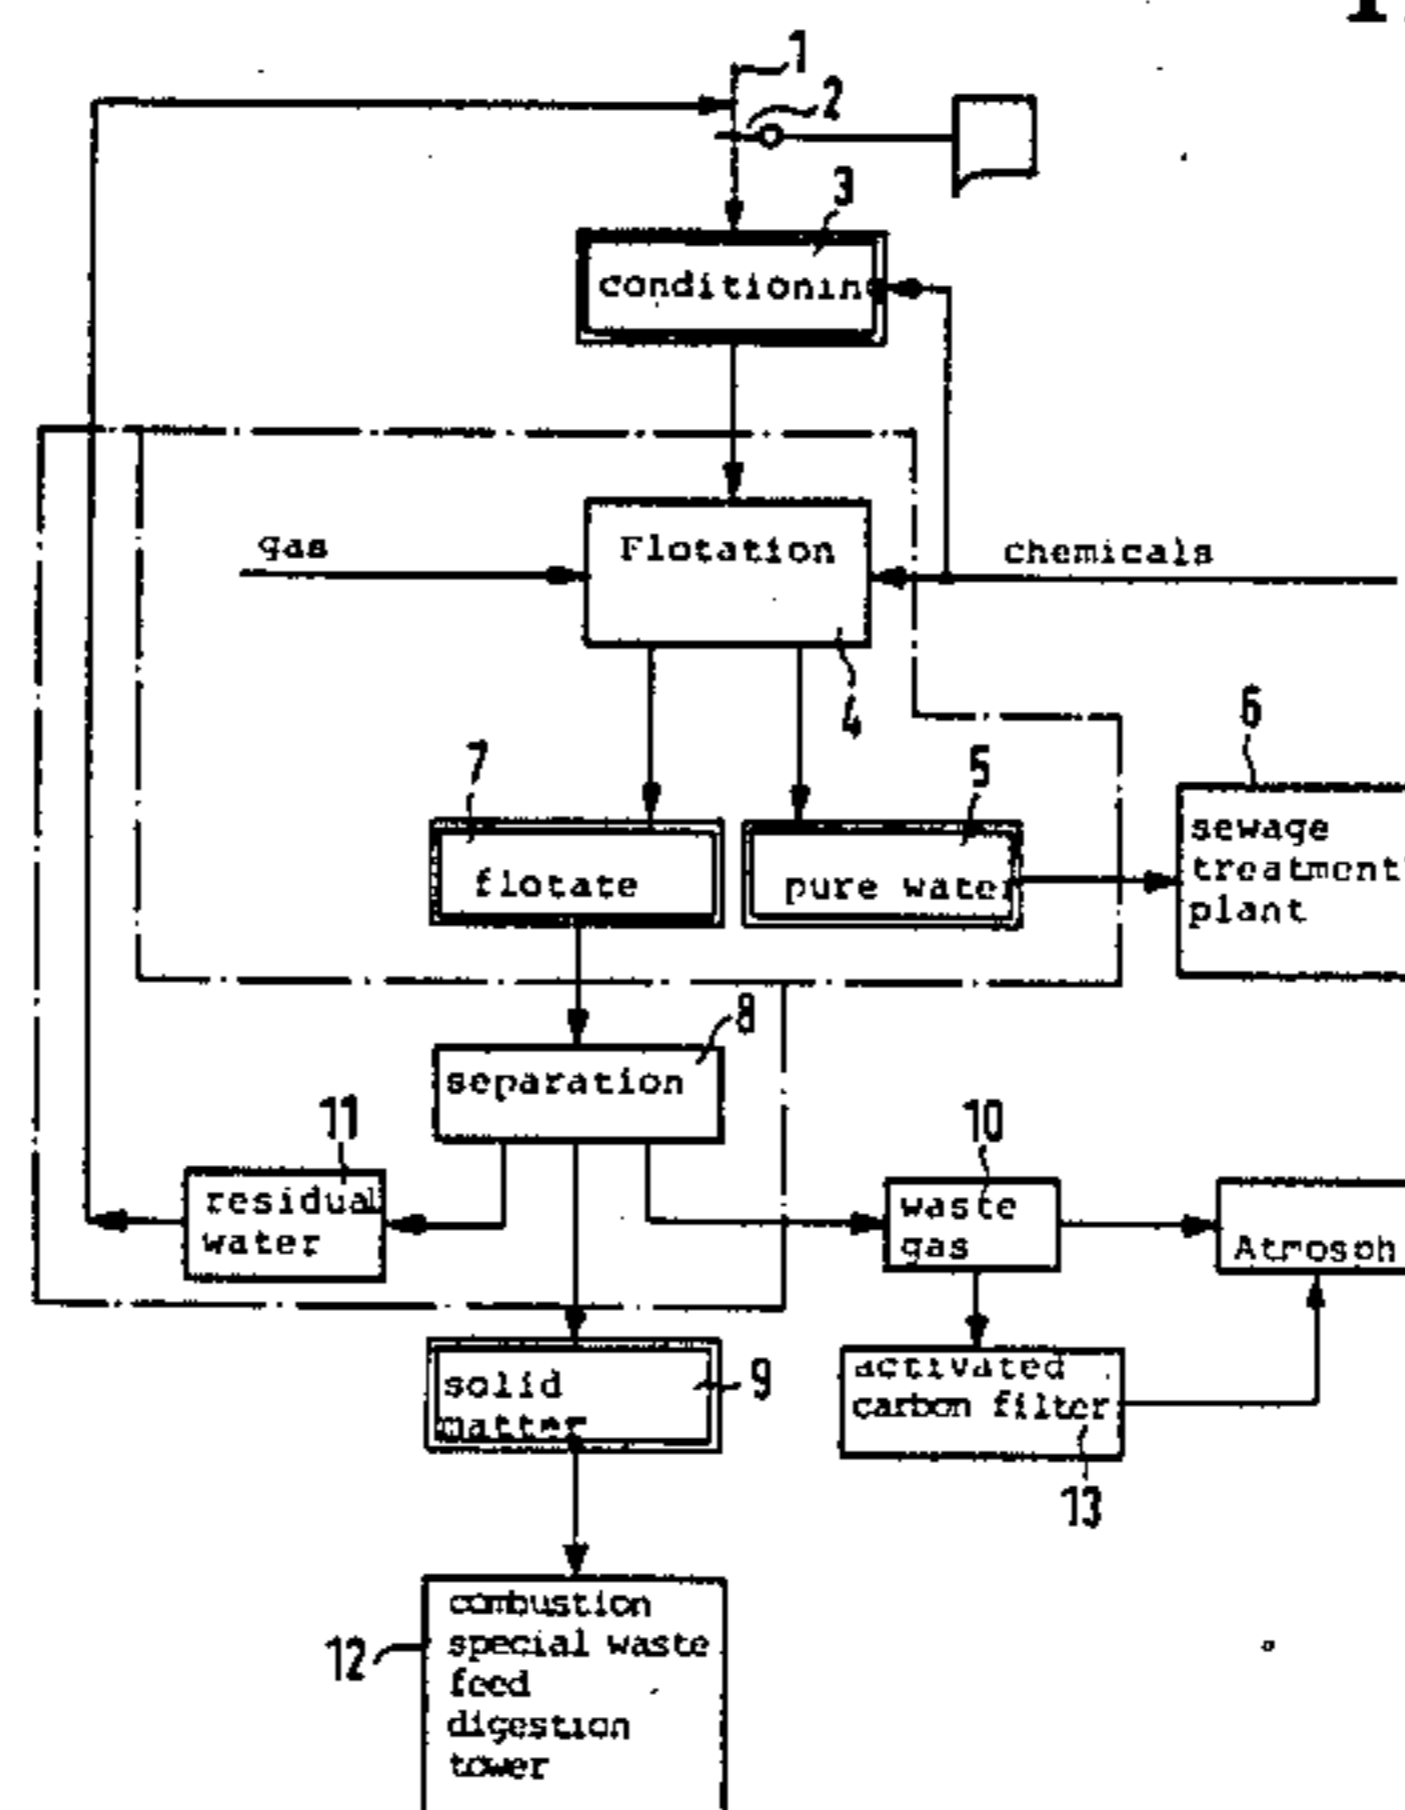 1
2
3
conditioning
gas
Flotation
chemicals
4
7
5
6
flotate
pure water
sewage
treatment
plant
8
separation
11
10
residual
water
waste
gas
Atmosph
solid
matter
9
activated
carbon filter
13
12
combustion
special waste
feed
digestion
tower